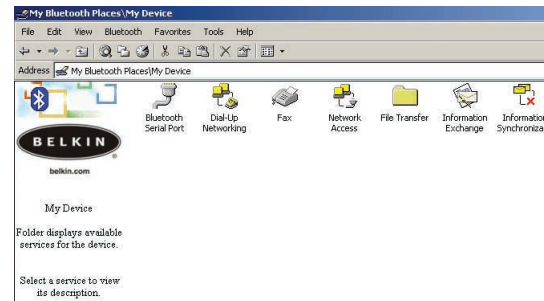 My Bluetooth Places\My Device
File Edit View Bluetooth Favorites Tools Help
Address My Bluetooth Places\My Device
Bluetooth Serial Port
Dial-Up Networking
Fax
Network Access
File Transfer
Information Exchange
Information Synchroniza
BELKIN
belkin.com
My Device
Folder displays available
services for the device.
Select a service to view
its description.